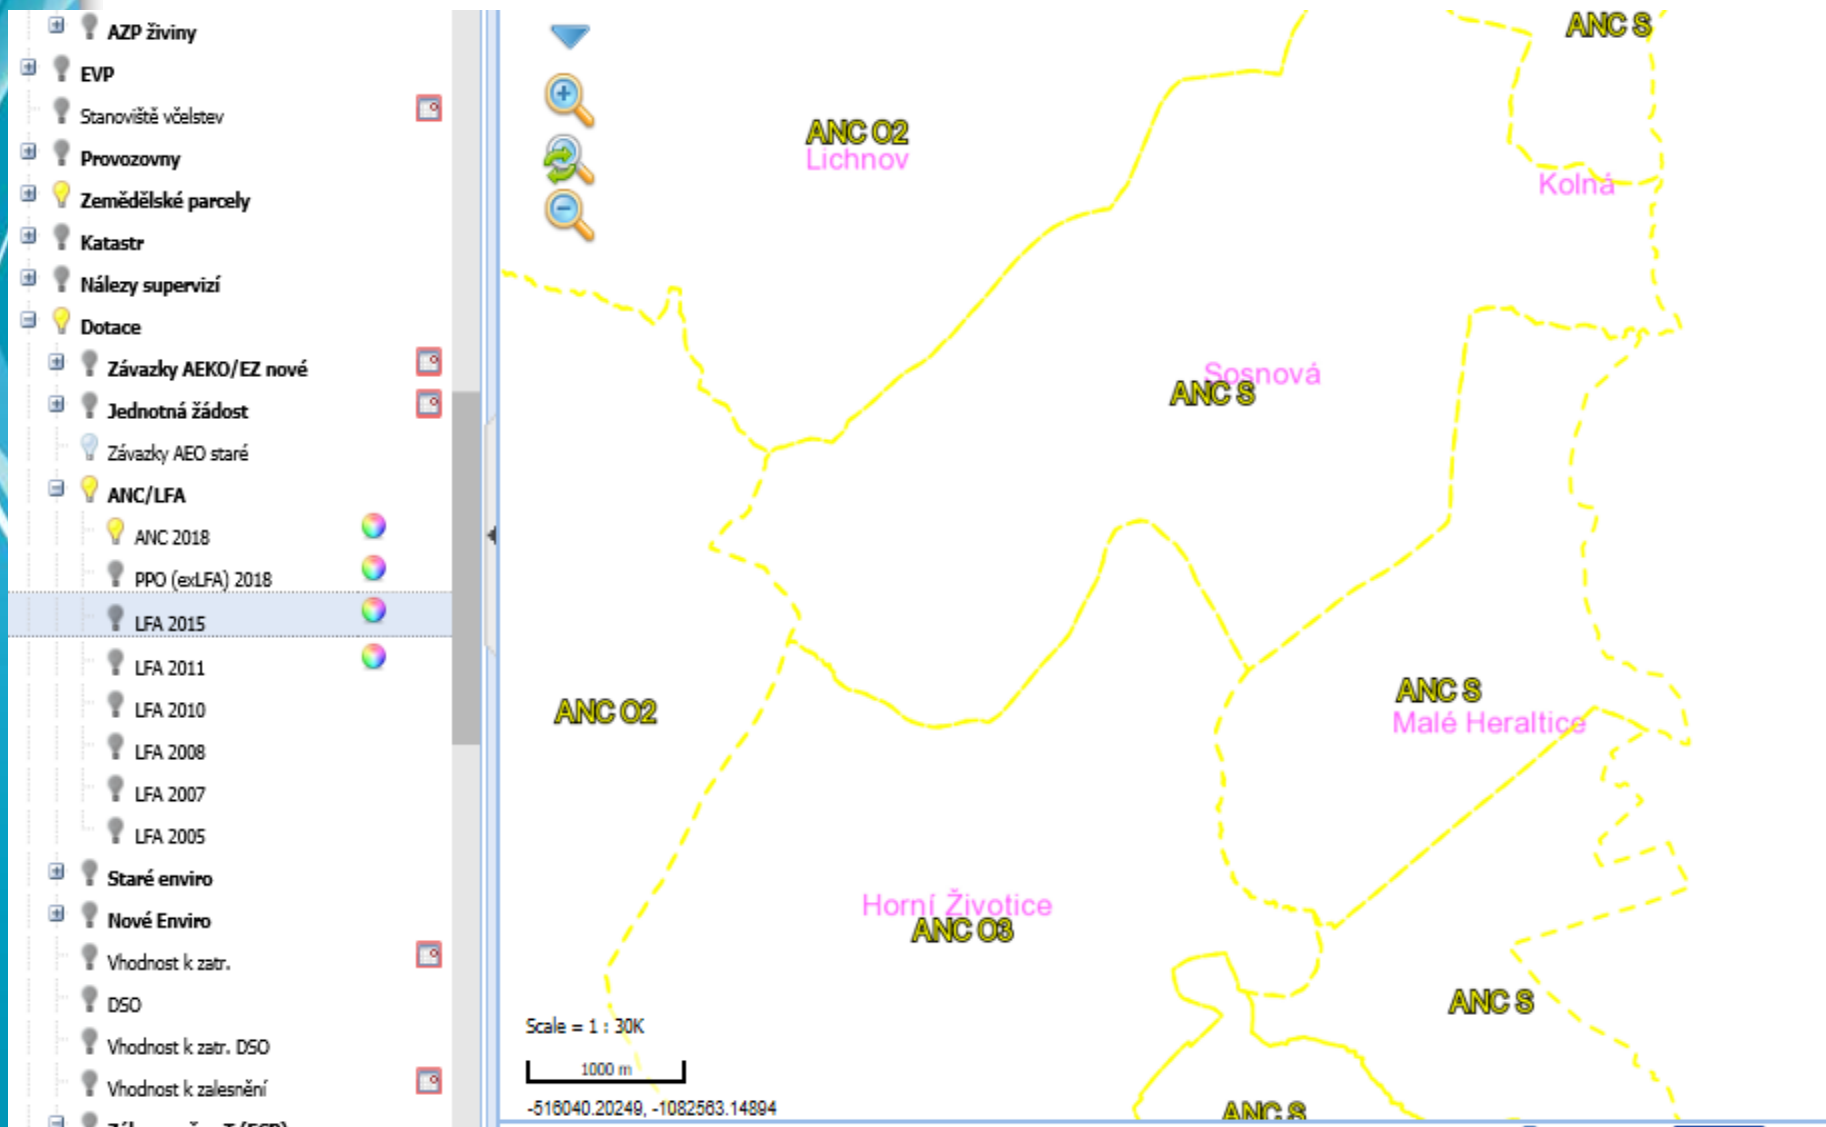 AZP živiny
EVP
Stanoviště včelstev
Provozovny
Zemědělské parcely
Katastr
Nálezy supervizí
Dotace
Závazky AEKO/EZ nové
Jednotná žádost
Závazky AEO staré
ANC/LFA
ANC 2018
PPO (exLFA) 2018
LFA 2015
LFA 2011
LFA 2010
LFA 2008
LFA 2007
LFA 2005
Staré enviro
Nové Enviro
Vhodnost k zatr.
DSO
Vhodnost k zatr. DSO
Vhodnost k zalesnění
ANC S
ANC O2
Lichnov
Kolná
Sosnová
ANC S
ANC S
Malé Heraltice
ANC O2
Horní Životice
ANC O3
ANC S
Scale = 1 : 30K
1000 m
-516040.20249, -1082563.14894
ANC S